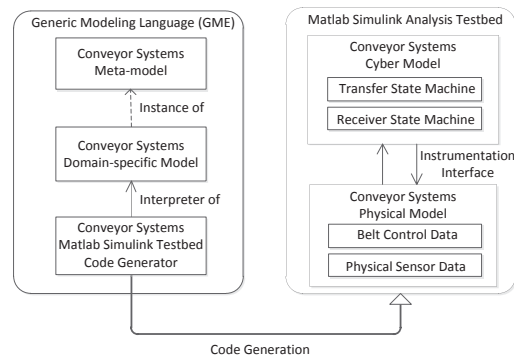 Generic Modeling Language (GME)
Conveyor Systems
Meta-model
Instance of
Conveyor Systems
Domain-specific Model
Interpreter of
Conveyor Systems
Matlab Simulink Testbed
Code Generator
Matlab Simulink Analysis Testbed
Conveyor Systems
Cyber Model
Transfer State Machine
Receiver State Machine
Instrumentation
Interface
Conveyor Systems
Physical Model
Belt Control Data
Physical Sensor Data
Code Generation